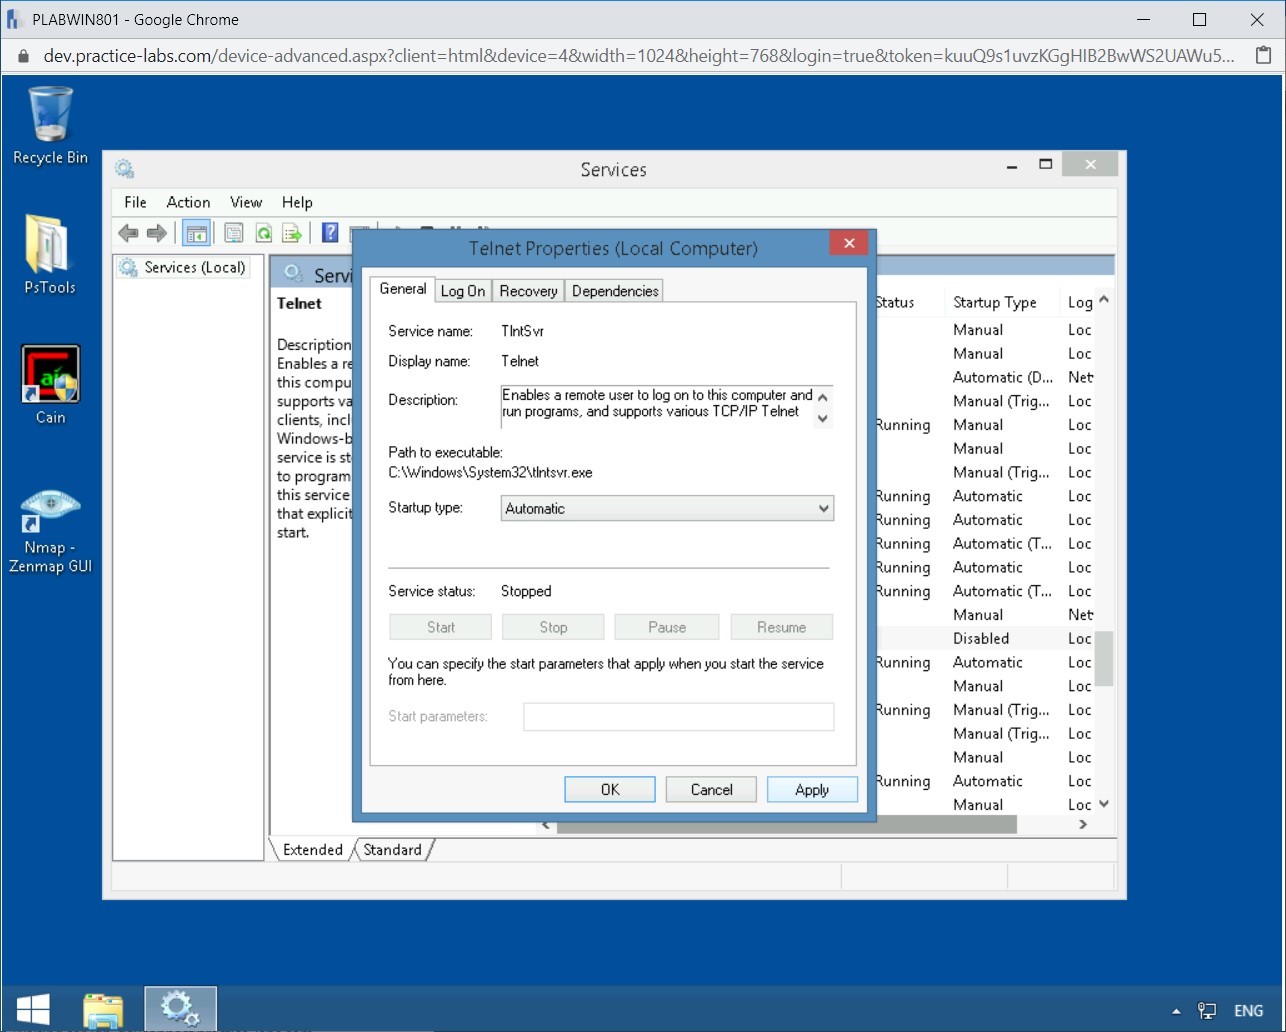 PLABWIN801 - Google Chrome
dev.practice-labs.com/device-advanced.aspx?client=html&device=4&width=1024&height=768&login=true&token=kuuQ9s1uvzKGgHIB2BwWS2UAWu5...
Recycle Bin
PsTools
Cain
Nmap -
Zenmap GUI
Services
File Action View Help
Services (Local)
Servi
Telnet
Description
Enables a re
this compu
supports va
clients, incl
Windows-b
service is st
to program
this service
that explicit
start.
Telnet Properties (Local Computer)
General Log On Recovery Dependencies
Service name: TlntSvr
Display name: Telnet
Description: Enables a remote user to log on to this computer and
run programs, and supports various TCP/IP Telnet
Path to executable:
C:\Windows\System32\tlntsvr.exe
Startup type: Automatic
Service status: Stopped
Start Stop Pause Resume
You can specify the start parameters that apply when you start the service
from here.
Start parameters:
OK Cancel Apply
Status Startup Type Log
Manual Loc
Manual Loc
Automatic (D... Net
Manual (Trig... Loc
Running Manual Loc
Manual Loc
Manual (Trig... Loc
Running Automatic Loc
Running Automatic Loc
Running Automatic (T... Loc
Running Automatic Loc
Running Automatic (T... Loc
Manual Net
Disabled Loc
Running Automatic Loc
Manual Loc
Running Manual (Trig... Loc
Manual (Trig... Loc
Manual Loc
Running Automatic Loc
Manual Loc
Extended Standard
ENG